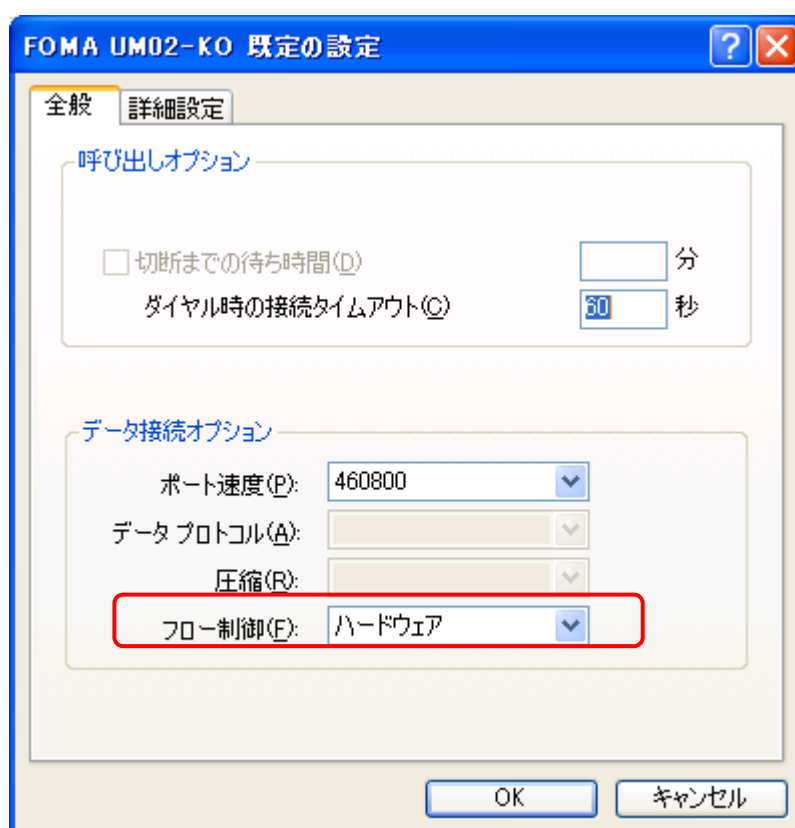 FOMA UM02-KO 既定の設定
全般 詳細設定
呼び出しオプション
切断までの待ち時間(D) 分
ダイヤル時の接続タイムアウト(C) 60 秒
データ接続オプション
ポート速度(P): 460800
データ プロトコル(A):
圧縮(R):
フロー制御(F): ハードウェア
OK キャンセル